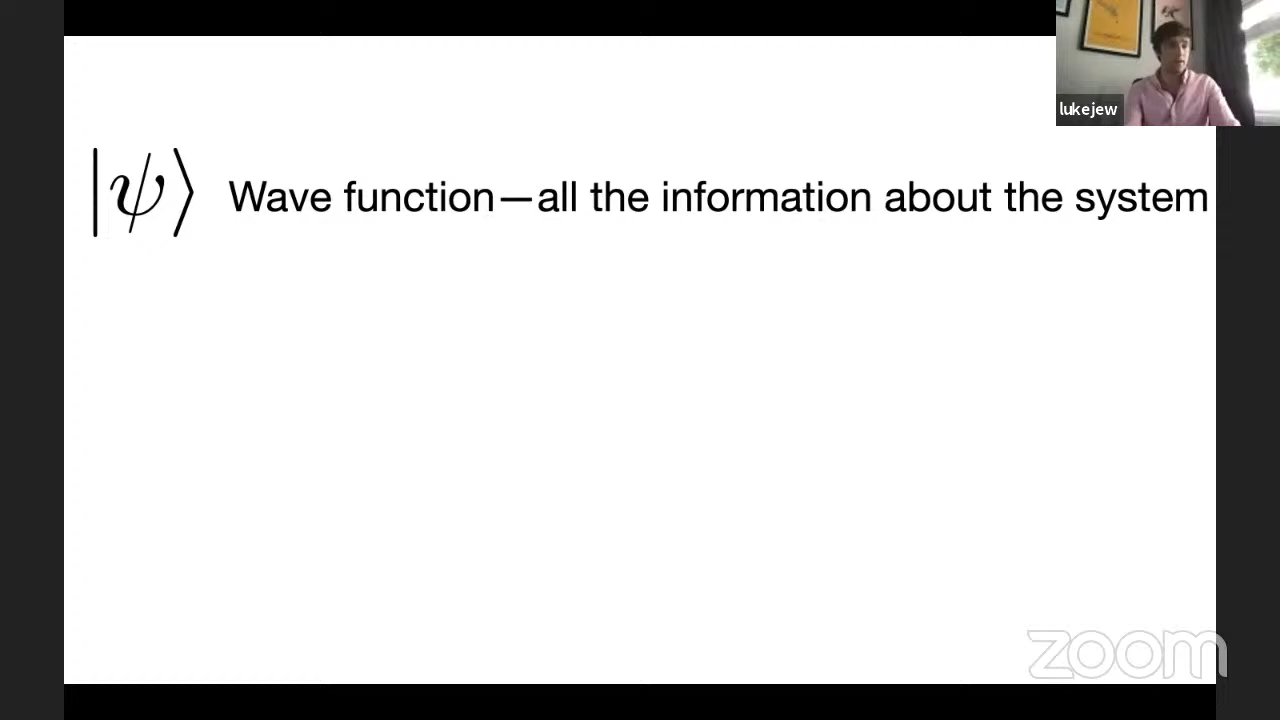 |ψ⟩ Wave function—all the information about the system
lukejew
zoom